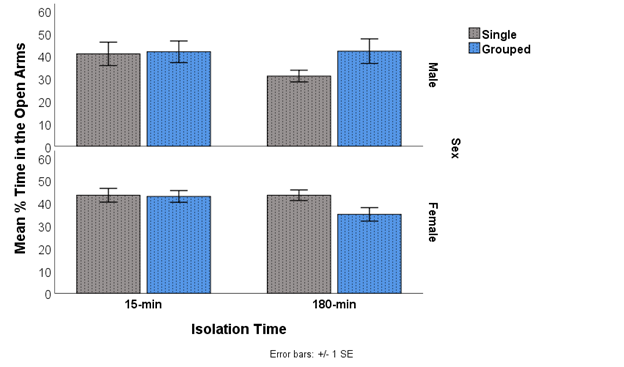 Mean % Time in the Open Arms
60
50
40
30
20
10
0
Male
60
50
40
30
20
10
0
Female
Sex
15-min 180-min
Isolation Time
Error bars: +/- 1 SE
Single
Grouped